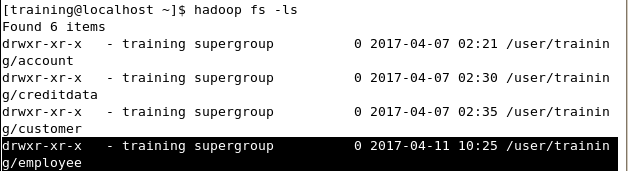 [training@localhost ~]$ hadoop fs -ls
Found 6 items
drwxr-xr-x   - training supergroup          0 2017-04-07 02:21 /user/trainin
g/account
drwxr-xr-x   - training supergroup          0 2017-04-07 02:30 /user/trainin
g/creditdata
drwxr-xr-x   - training supergroup          0 2017-04-07 02:35 /user/trainin
g/customer
drwxr-xr-x   - training supergroup          0 2017-04-11 10:25 /user/trainin
g/employee